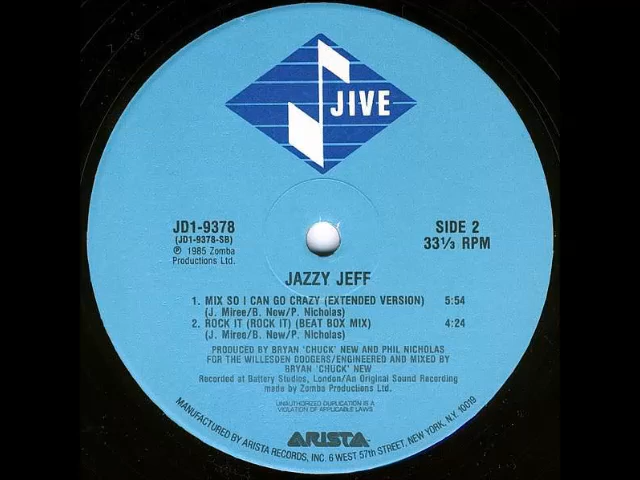 JIVE
JD1-9378
(JD1-9378-SB)
℗ 1985 Zomba
Productions Ltd.
SIDE 2
33⅓ RPM
JAZZY JEFF
1. MIX SO I CAN GO CRAZY (EXTENDED VERSION) 5:54
(J. Miree/B. New/P. Nicholas)
2. ROCK IT (ROCK IT) (BEAT BOX MIX) 4:24
(J. Miree/B. New/P. Nicholas)
PRODUCED BY BRYAN 'CHUCK' NEW AND PHIL NICHOLAS
FOR THE WILLESDEN DODGERS/ENGINEERED AND MIXED BY
BRYAN 'CHUCK' NEW
Recorded at Battery Studios, London/An Original Sound Recording
made by Zomba Productions Ltd.
UNAUTHORIZED DUPLICATION IS A
VIOLATION OF APPLICABLE LAWS
ARISTA
MANUFACTURED BY ARISTA RECORDS, INC. 6 WEST 57th STREET, NEW YORK, N.Y. 10019